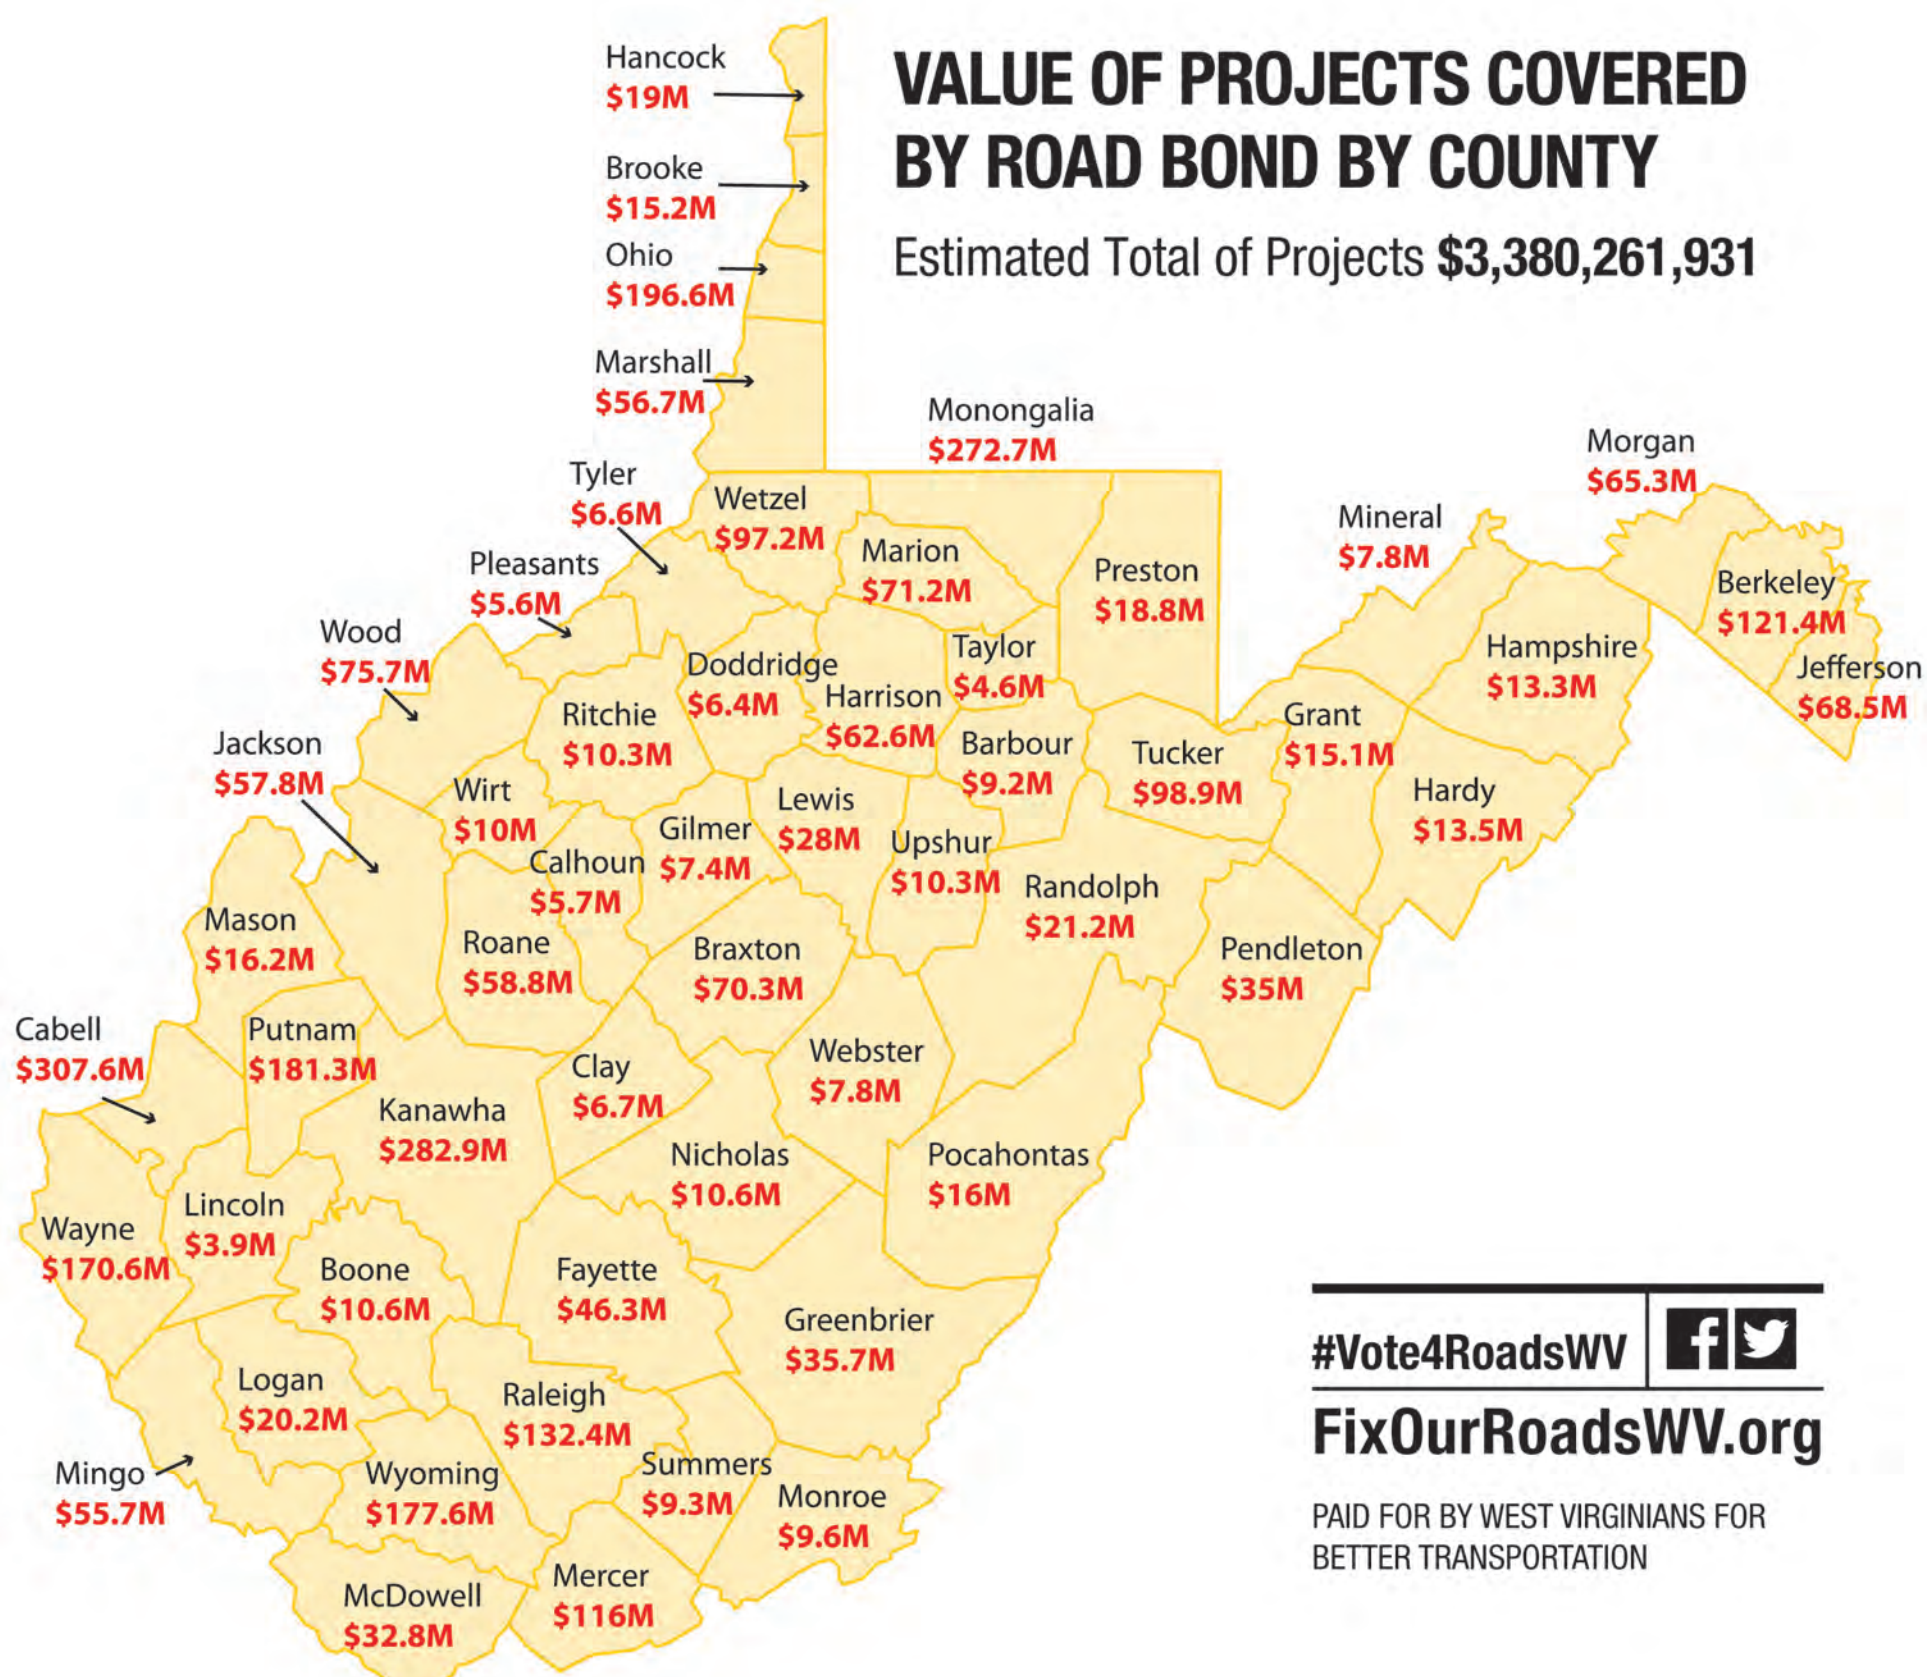 VALUE OF PROJECTS COVERED
BY ROAD BOND BY COUNTY
Estimated Total of Projects $3,380,261,931
Hancock
$19M
Brooke
$15.2M
Ohio
$196.6M
Marshall
$56.7M
Monongalia
$272.7M
Morgan
$65.3M
Tyler
$6.6M
Wetzel
$97.2M
Mineral
$7.8M
Marion
$71.2M
Pleasants
$5.6M
Preston
$18.8M
Berkeley
$121.4M
Wood
$75.7M
Doddridge
$6.4M
Taylor
$4.6M
Hampshire
$13.3M
Jefferson
$68.5M
Harrison
$62.6M
Ritchie
$10.3M
Grant
$15.1M
Jackson
$57.8M
Barbour
$9.2M
Tucker
$98.9M
Wirt
$10M
Lewis
$28M
Hardy
$13.5M
Gilmer
$7.4M
Upshur
$10.3M
Calhoun
$5.7M
Randolph
$21.2M
Mason
$16.2M
Roane
$58.8M
Braxton
$70.3M
Pendleton
$35M
Cabell
$307.6M
Putnam
$181.3M
Webster
$7.8M
Clay
$6.7M
Kanawha
$282.9M
Nicholas
$10.6M
Pocahontas
$16M
Lincoln
$3.9M
Wayne
$170.6M
Boone
$10.6M
Fayette
$46.3M
Greenbrier
$35.7M
Logan
$20.2M
Raleigh
$132.4M
Mingo
$55.7M
Wyoming
$177.6M
Summers
$9.3M
Monroe
$9.6M
McDowell
$32.8M
Mercer
$116M
#Vote4RoadsWV
FixOurRoadsWV.org
PAID FOR BY WEST VIRGINIANS FOR
BETTER TRANSPORTATION